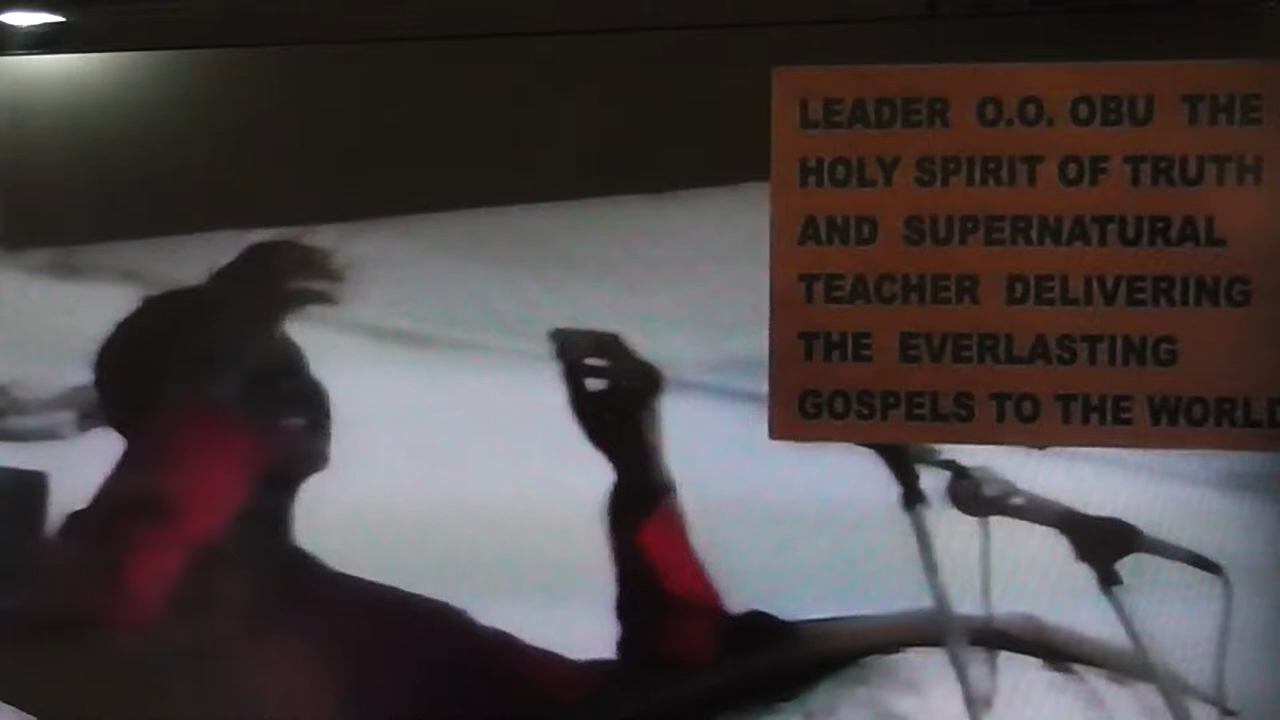 LEADER O.O. OBU THE
HOLY SPIRIT OF TRUTH
AND SUPERNATURAL
TEACHER DELIVERING
THE EVERLASTING
GOSPELS TO THE WORLD